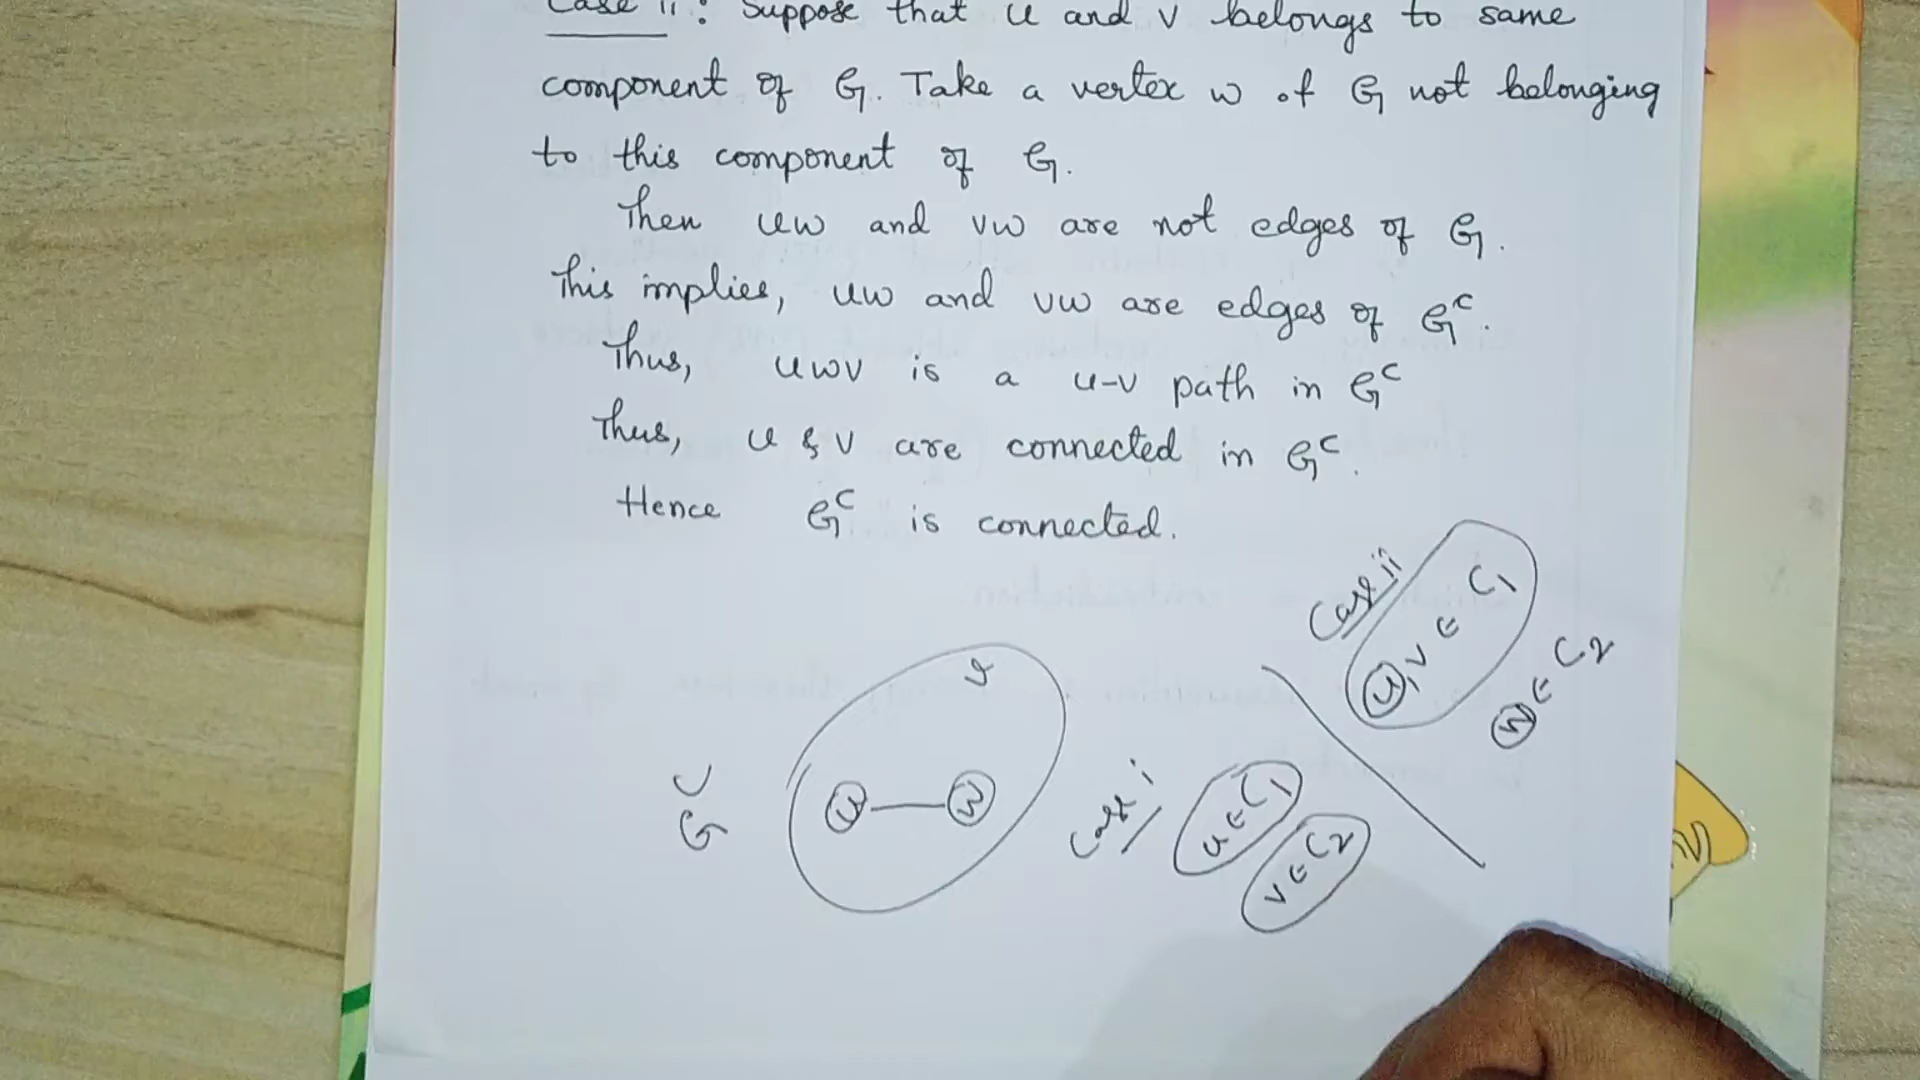 Case ii : Suppose that u and v belongs to same
component of G. Take a vertex w of G not belonging
to this component of G.
Then uw and vw are not edges of G.
This implies, uw and vw are edges of G^c.
Thus, uwv is a u-v path in G^c
Thus, u & v are connected in G^c.
Hence G^c is connected.
Case ii
u, v ∈ C1
w ∈ C2
v
u w
G^c
Case i
u ∈ C1
v ∈ C2